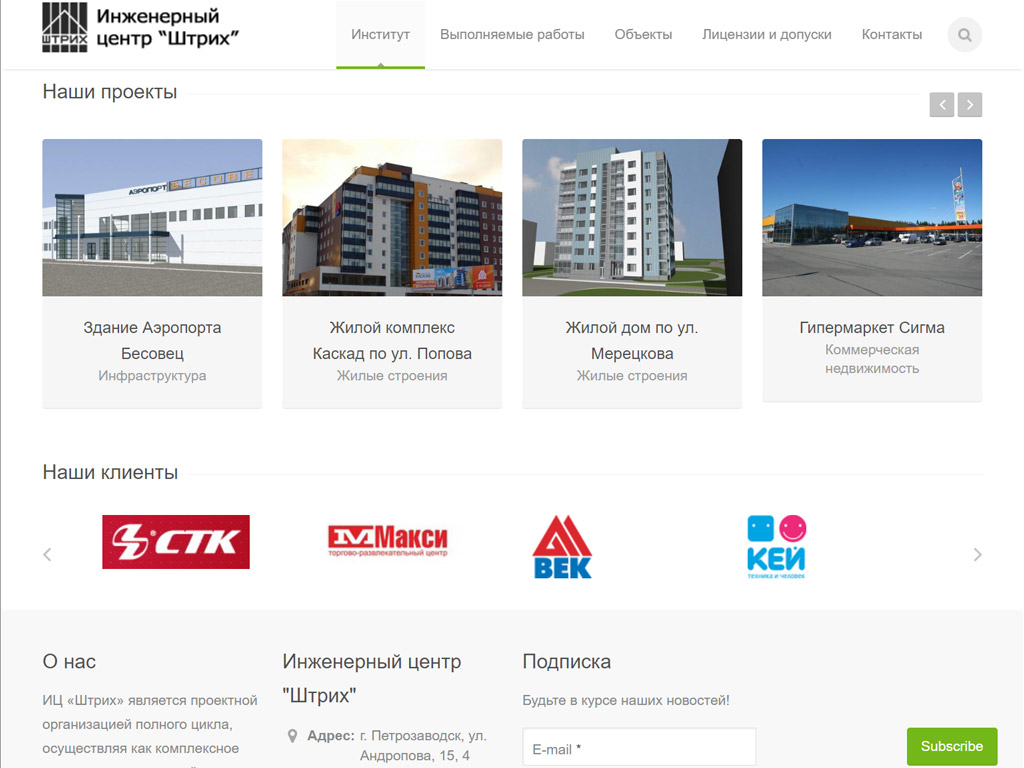 ШТРИХ
Инженерный
центр “Штрих”
Институт
Выполняемые работы
Объекты
Лицензии и допуски
Контакты
Наши проекты
АЭРОПОРТ
Здание Аэропорта
Бесовец
Инфраструктура
Жилой комплекс
Каскад по ул. Попова
Жилые строения
Жилой дом по ул.
Мерецкова
Жилые строения
Гипермаркет Сигма
Коммерческая
недвижимость
Наши клиенты
СТК
Макси
торгово-развлекательный центр
ВЕК
КЕЙ
ТЕХНИКА И ЧЕЛОВЕК
О нас
ИЦ «Штрих» является проектной
организацией полного цикла,
осуществляя как комплексное
Инженерный центр
"Штрих"
Адрес: г. Петрозаводск, ул.
Андропова, 15, 4
Подписка
Будьте в курсе наших новостей!
E-mail *
Subscribe